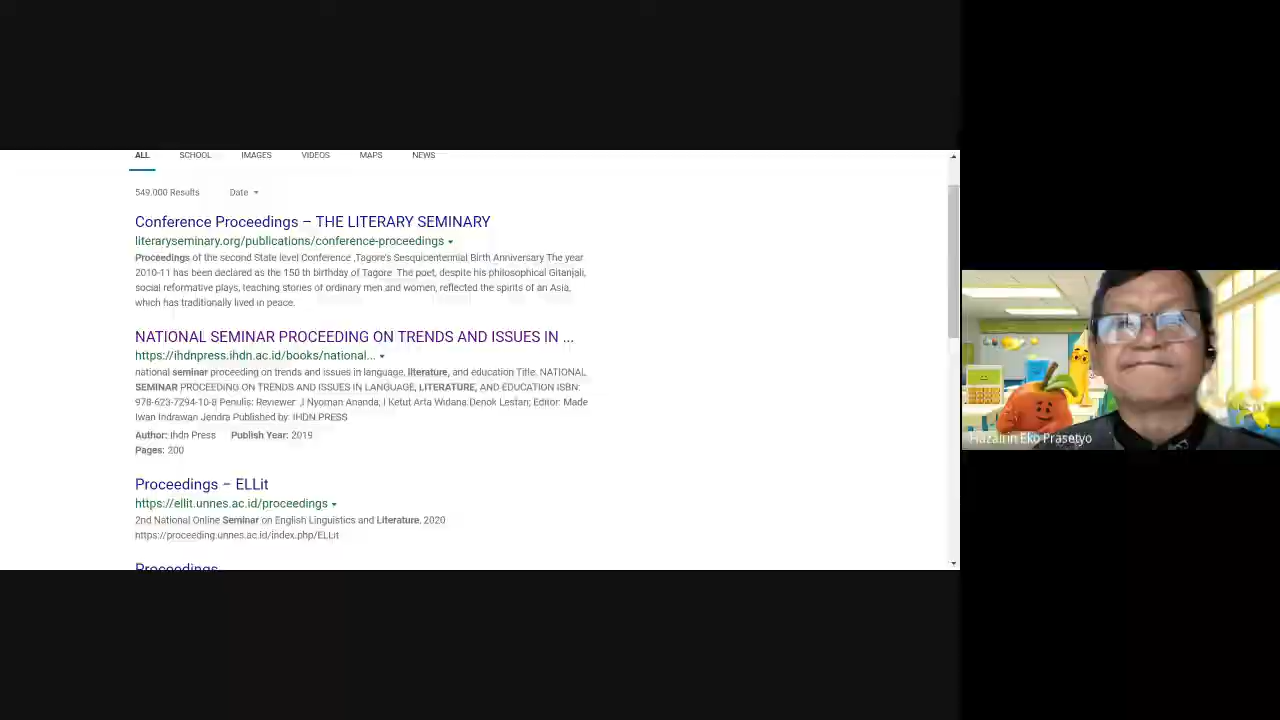 ALL SCHOOL IMAGES VIDEOS MAPS NEWS
549.000 Results Date
Conference Proceedings – THE LITERARY SEMINARY
literaryseminary.org/publications/conference-proceedings
Proceedings of the second State level Conference ,Tagore's Sesquicentennial Birth Anniversary The year
2010-11 has been declared as the 150 th birthday of Tagore The poet, despite his philosophical Gitanjali,
social reformative plays, teaching stories of ordinary men and women, reflected the spirits of an Asia,
which has traditionally lived in peace.
NATIONAL SEMINAR PROCEEDING ON TRENDS AND ISSUES IN ...
https://ihdnpress.ihdn.ac.id/books/national...
national seminar proceeding on trends and issues in language, literature, and education Title. NATIONAL
SEMINAR PROCEEDING ON TRENDS AND ISSUES IN LANGUAGE, LITERATURE, AND EDUCATION ISBN:
978-623-7294-10-8 Penulis: Reviewer ,I Nyoman Ananda, I Ketut Arta Widana Denok Lestari; Editor: Made
Iwan Indrawan Jendra Published by: IHDN PRESS
Author: Ihdn Press Publish Year: 2019
Pages: 200
Proceedings – ELLit
https://ellit.unnes.ac.id/proceedings
2nd National Online Seminar on English Linguistics and Literature, 2020
https://proceeding.unnes.ac.id/index.php/ELLit
Proceedings
Hazairin Eko Prasetyo